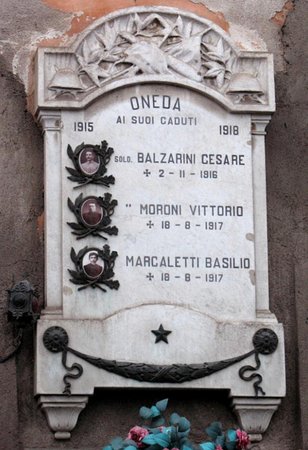 ONEDA
AI SUOI CADUTI
1915 1918
SOLD. BALZARINI CESARE
✝ 2-11-1916
" MORONI VITTORIO
✝ 18-8-1917
MARCALETTI BASILIO
✝ 18-8-1917